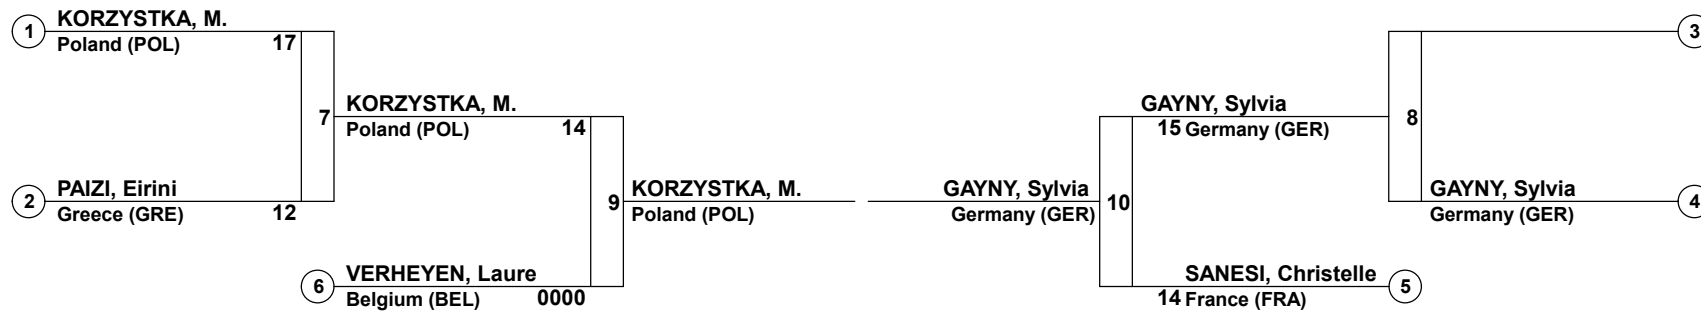 1
KORZYSTKA, M.
Poland (POL)
17
7
2
PAIZI, Eirini
Greece (GRE)
12
KORZYSTKA, M.
Poland (POL)
14
9
6
VERHEYEN, Laure
Belgium (BEL)
0000
KORZYSTKA, M.
Poland (POL)
GAYNY, Sylvia
Germany (GER)
10
GAYNY, Sylvia
15 Germany (GER)
SANESI, Christelle
14 France (FRA)
5
8
3
GAYNY, Sylvia
Germany (GER)
4